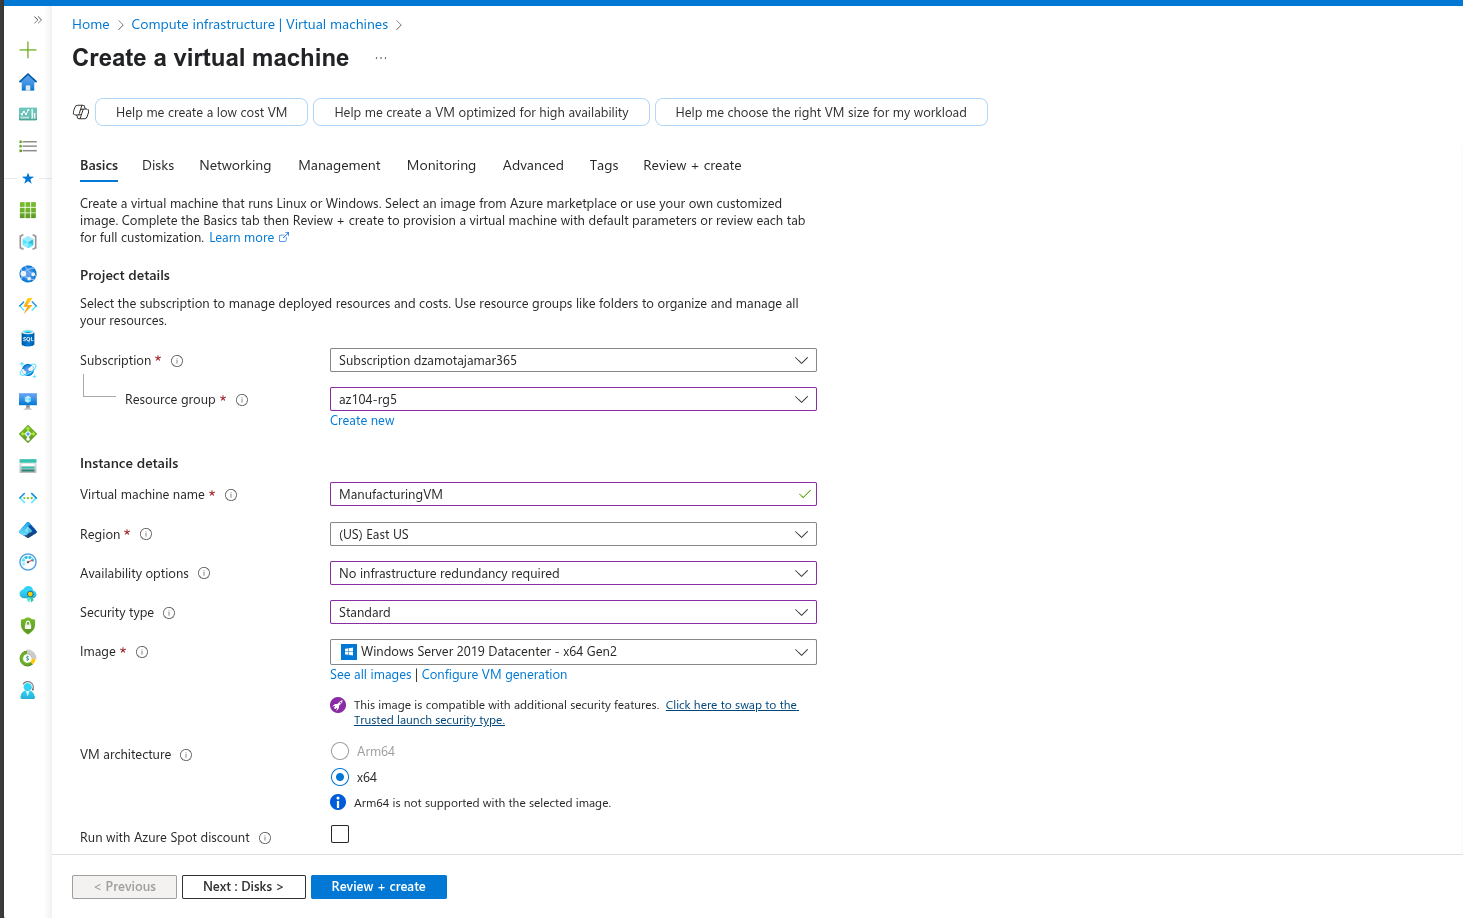 Home > Compute infrastructure | Virtual machines >
Create a virtual machine ...
Help me create a low cost VM
Help me create a VM optimized for high availability
Help me choose the right VM size for my workload
Basics Disks Networking Management Monitoring Advanced Tags Review + create
Create a virtual machine that runs Linux or Windows. Select an image from Azure marketplace or use your own customized
image. Complete the Basics tab then Review + create to provision a virtual machine with default parameters or review each tab
for full customization. Learn more
Project details
Select the subscription to manage deployed resources and costs. Use resource groups like folders to organize and manage all
your resources.
Subscription * Subscription dzamotajamar365
Resource group * az104-rg5
Create new
Instance details
Virtual machine name * ManufacturingVM
Region * (US) East US
Availability options No infrastructure redundancy required
Security type Standard
Image * Windows Server 2019 Datacenter - x64 Gen2
See all images | Configure VM generation
This image is compatible with additional security features. Click here to swap to the
Trusted launch security type.
VM architecture Arm64
x64
Arm64 is not supported with the selected image.
Run with Azure Spot discount
< Previous Next : Disks > Review + create
SQL